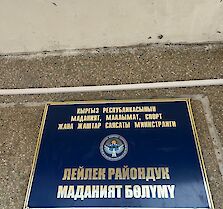 КЫРГЫЗ РЕСПУБЛИКАСЫНЫН
МАДАНИЯТ, МААЛЫМАТ, СПОРТ
ЖАНА ЖАШТАР САЯСАТЫ МИНИСТРЛИГИ
ЛЕЙЛЕК РАЙОНДУК
МАДАНИЯТ БӨЛҮМҮ